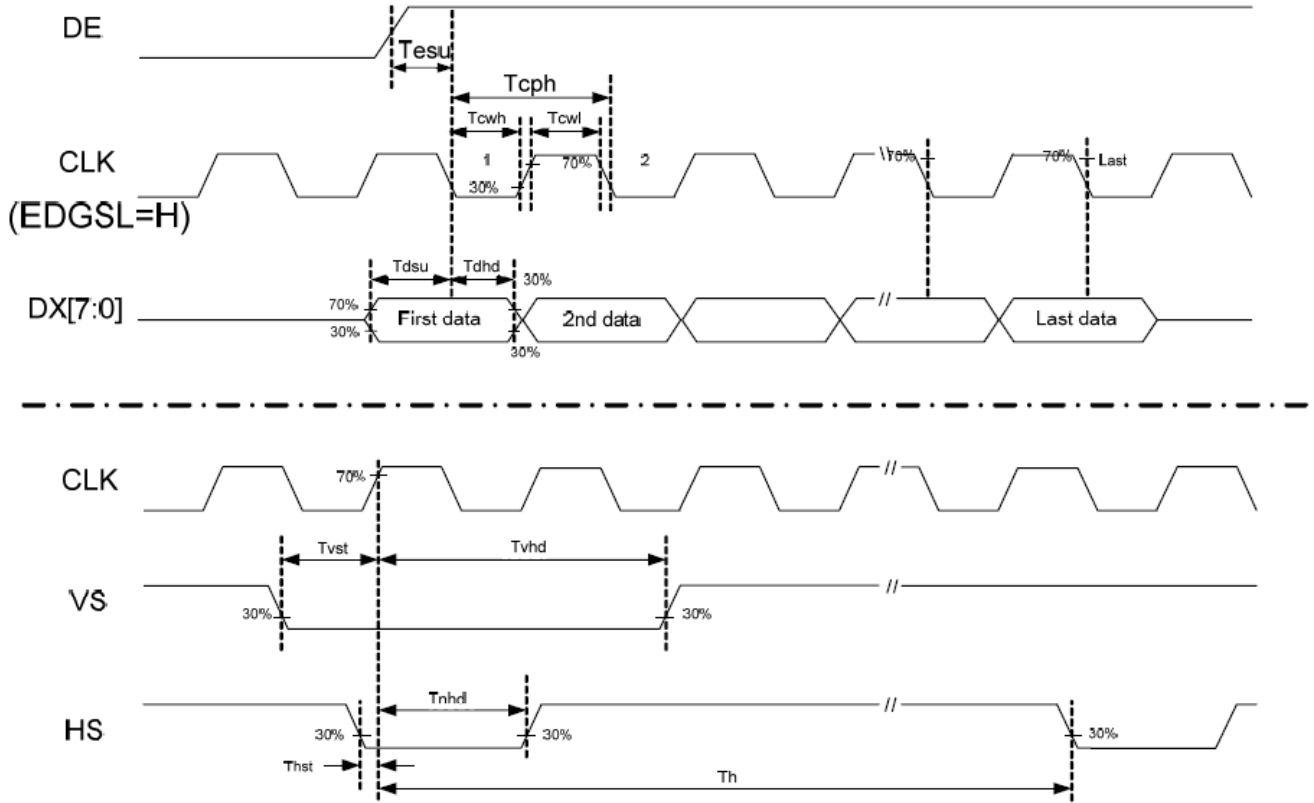 DE
Tesu
Tcph
Tcwh
Tcwl
CLK
1
70%
2
70%
70%
Last
30%
(EDGSL=H)
Tdsu
Tdhd
30%
DX[7:0]
70%
First data
2nd data
//
Last data
30%
30%
CLK
70%
//
Tvst
Tvhd
VS
//
30%
30%
Tnhd
HS
//
30%
30%
30%
Thst
Th